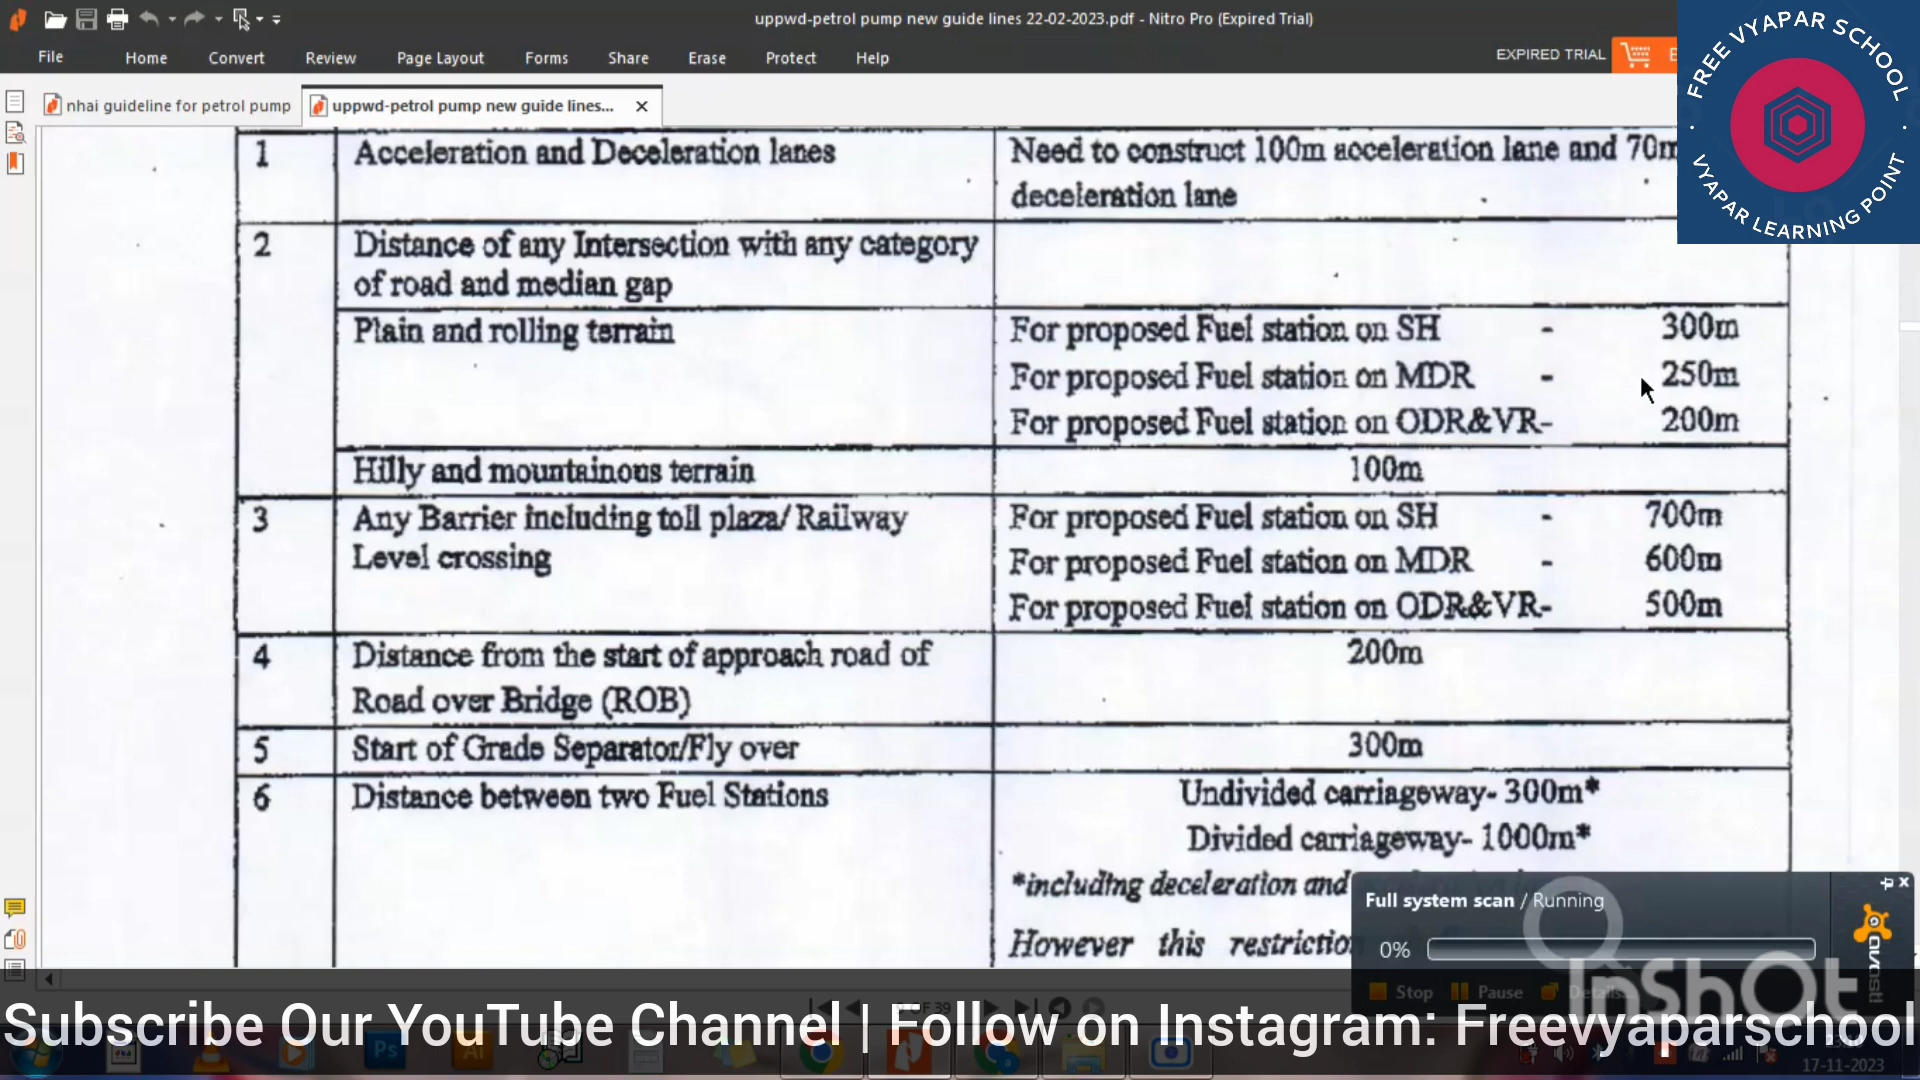 uppwd-petrol pump new guide lines 22-02-2023.pdf - Nitro Pro (Expired Trial)
File Home Convert Review Page Layout Forms Share Erase Protect Help
EXPIRED TRIAL
nhai guideline for petrol pump
uppwd-petrol pump new guide lines...
FREE VYAPAR SCHOOL
VYAPAR LEARNING POINT
1 Acceleration and Deceleration lanes Need to construct 100m acceleration lane and 70m
deceleration lane
2 Distance of any Intersection with any category
of road and median gap
Plain and rolling terrain For proposed Fuel station on SH - 300m
For proposed Fuel station on MDR - 250m
For proposed Fuel station on ODR&VR- 200m
Hilly and mountainous terrain 100m
3 Any Barrier including toll plaza/ Railway For proposed Fuel station on SH - 700m
Level crossing For proposed Fuel station on MDR - 600m
For proposed Fuel station on ODR&VR- 500m
4 Distance from the start of approach road of 200m
Road over Bridge (ROB)
5 Start of Grade Separator/Fly over 300m
6 Distance between two Fuel Stations Undivided carriageway- 300m*
Divided carriageway- 1000m*
*including deceleration and
However this restriction
Full system scan / Running
0%
Stop Pause Details...
avast!
InShOt
Subscribe Our YouTube Channel | Follow on Instagram: Freevyaparschool
Ps
Ai
17-11-2023